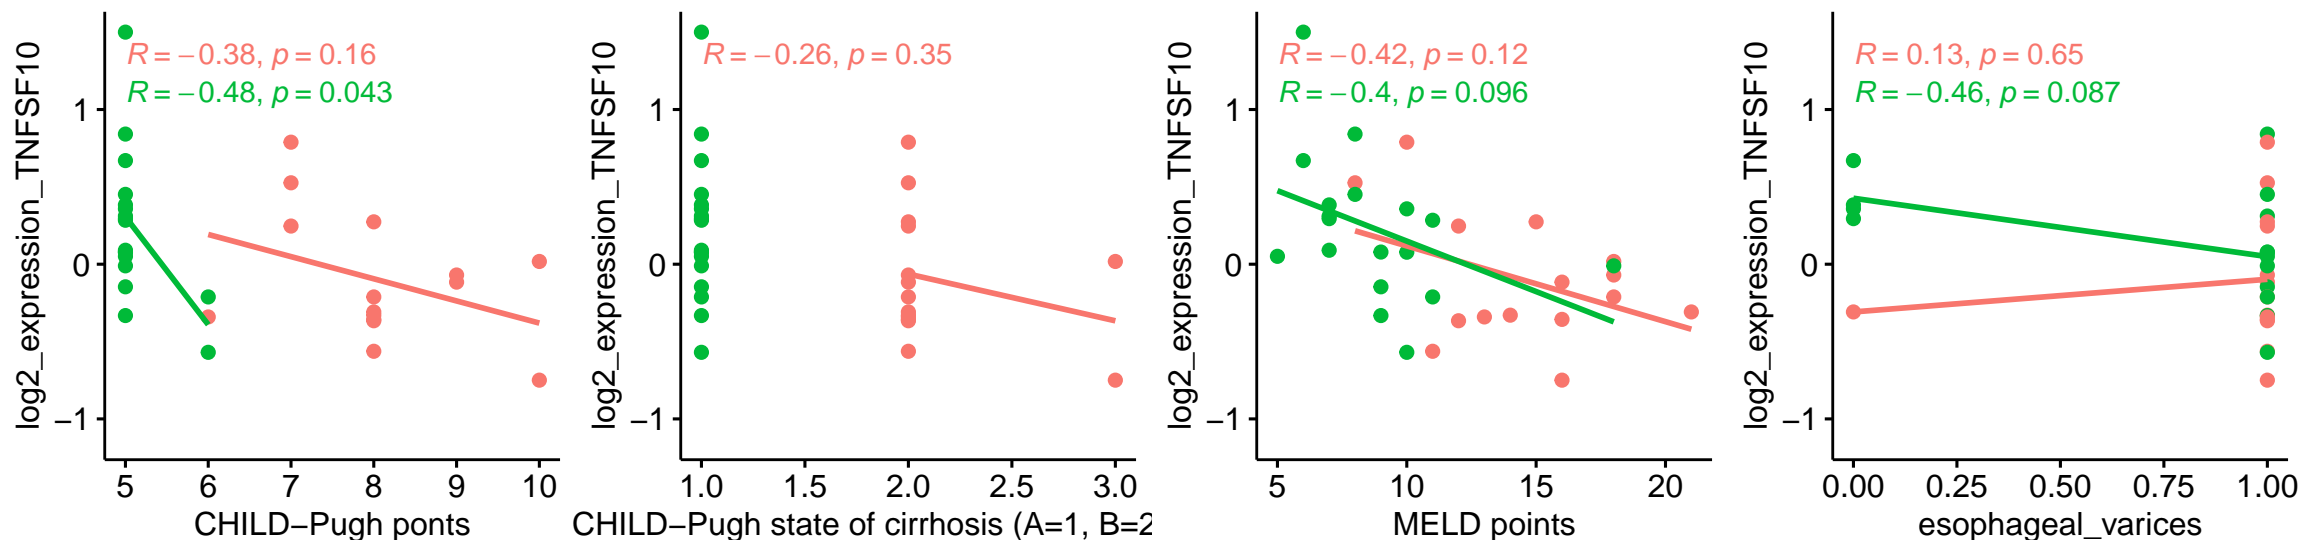 log2_expression_TNFSF10
1
0
−1
R = −0.38, p = 0.16
R = −0.48, p = 0.043
5 6 7 8 9 10
CHILD−Pugh ponts
log2_expression_TNFSF10
1
0
−1
R = −0.26, p = 0.35
1.0 1.5 2.0 2.5 3.0
CHILD−Pugh state of cirrhosis (A=1, B=2
log2_expression_TNFSF10
1
0
−1
R = −0.42, p = 0.12
R = −0.4, p = 0.096
5 10 15 20
MELD points
log2_expression_TNFSF10
1
0
−1
R = 0.13, p = 0.65
R = −0.46, p = 0.087
0.00 0.25 0.50 0.75 1.00
esophageal_varices